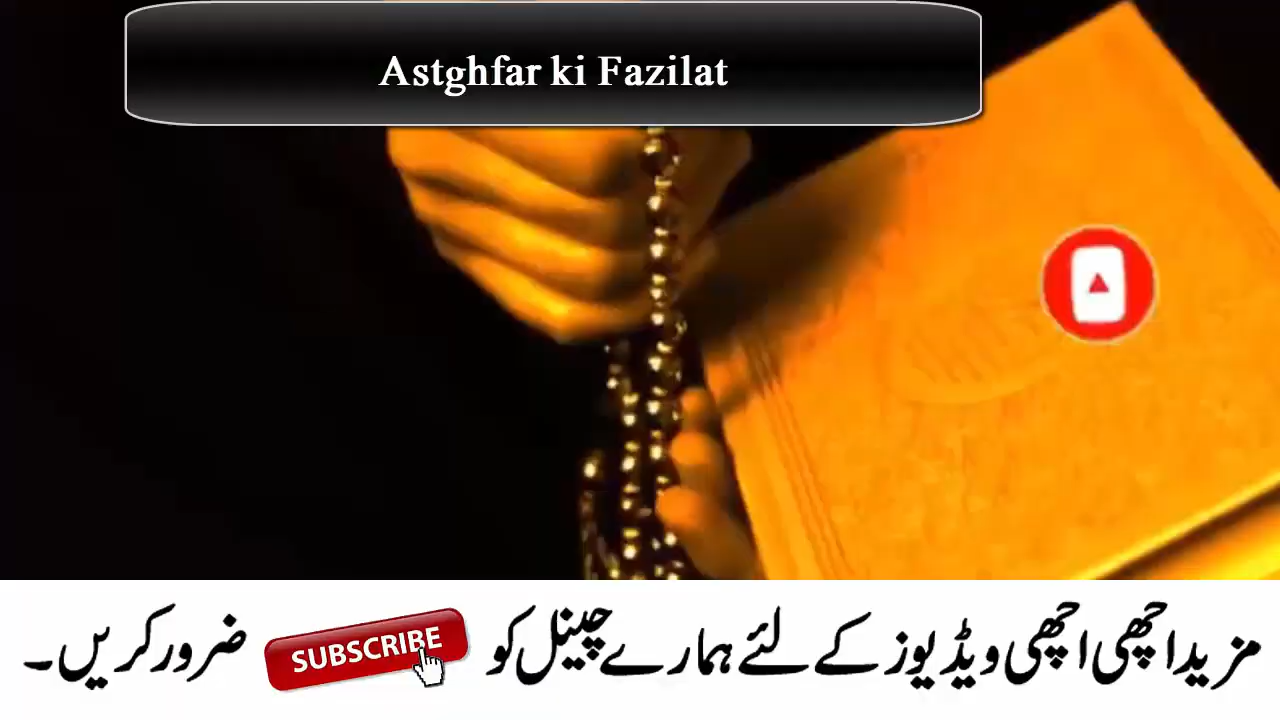 Astghfar ki Fazilat
مزید اچھی اچھی ویڈیوز کے لئے ہمارے چینل کو SUBSCRIBE ضرور کریں۔